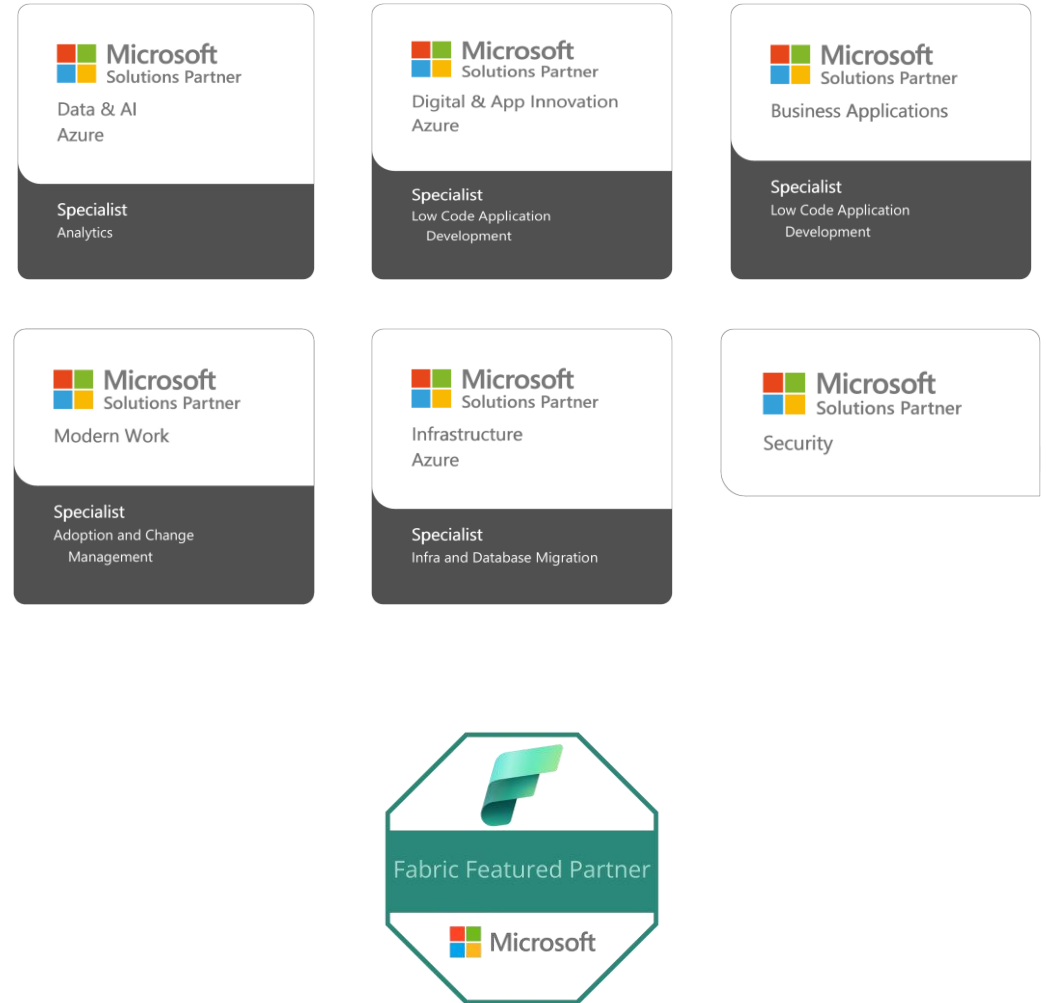 Microsoft
Solutions Partner
Data & AI
Azure
Specialist
Analytics
Microsoft
Solutions Partner
Digital & App Innovation
Azure
Specialist
Low Code Application
Development
Microsoft
Solutions Partner
Business Applications
Specialist
Low Code Application
Development
Microsoft
Solutions Partner
Modern Work
Specialist
Adoption and Change
Management
Microsoft
Solutions Partner
Infrastructure
Azure
Specialist
Infra and Database Migration
Microsoft
Solutions Partner
Security
Fabric Featured Partner
Microsoft